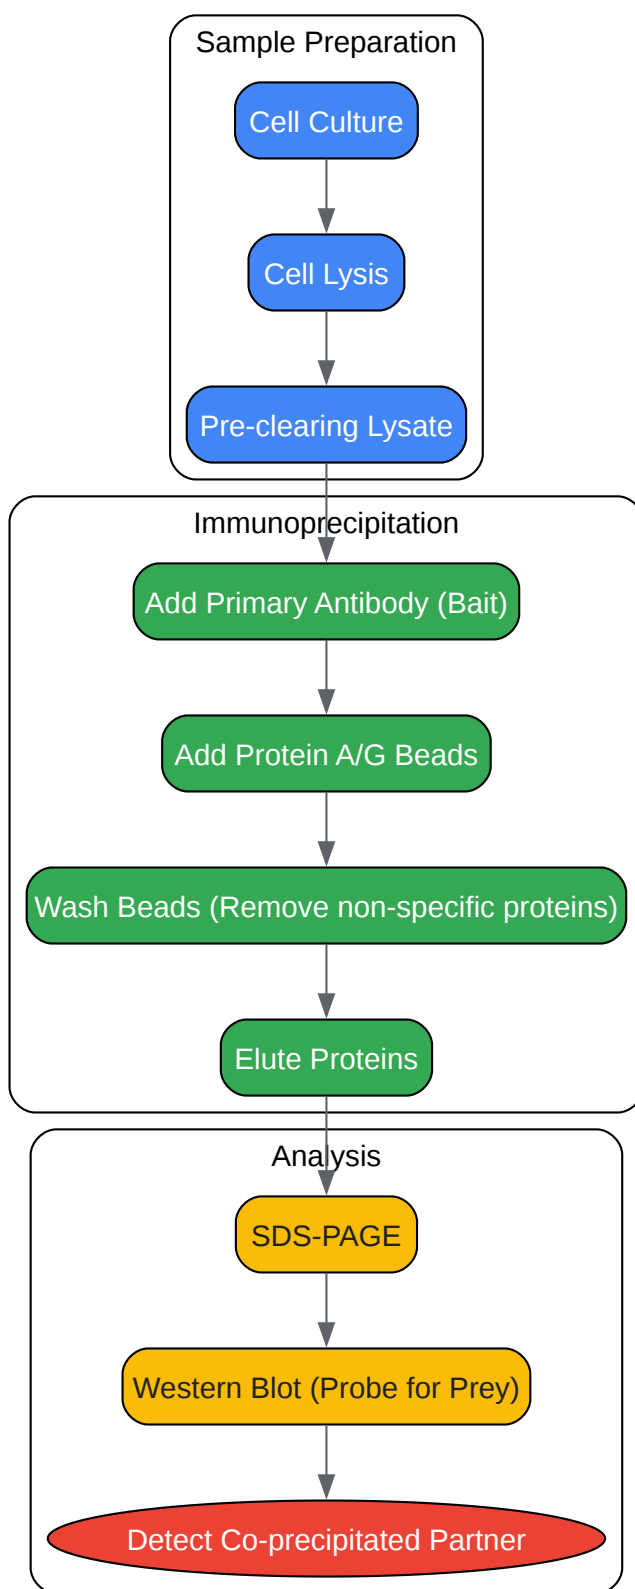 Sample Preparation
Cell Culture
Cell Lysis
Pre-clearing Lysate
Immunoprecipitation
Add Primary Antibody (Bait)
Add Protein A/G Beads
Wash Beads (Remove non-specific proteins)
Elute Proteins
Analysis
SDS-PAGE
Western Blot (Probe for Prey)
Detect Co-precipitated Partner